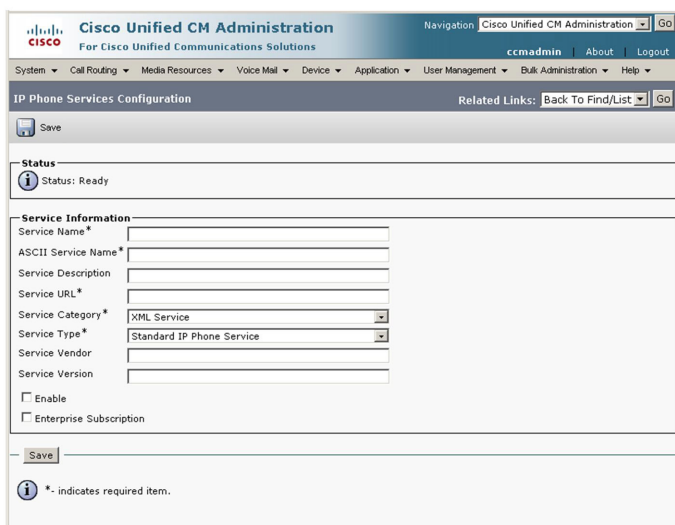 Cisco Unified CM Administration
For Cisco Unified Communications Solutions
CISCO
Navigation Cisco Unified CM Administration Go
ccmadmin About Logout
System Call Routing Media Resources Voice Mail Device Application User Management Bulk Administration Help
IP Phone Services Configuration
Related Links: Back To Find/List Go
Save
Status
Status: Ready
Service Information
Service Name*
ASCII Service Name*
Service Description
Service URL*
Service Category* XML Service
Service Type* Standard IP Phone Service
Service Vendor
Service Version
Enable
Enterprise Subscription
Save
*- indicates required item.